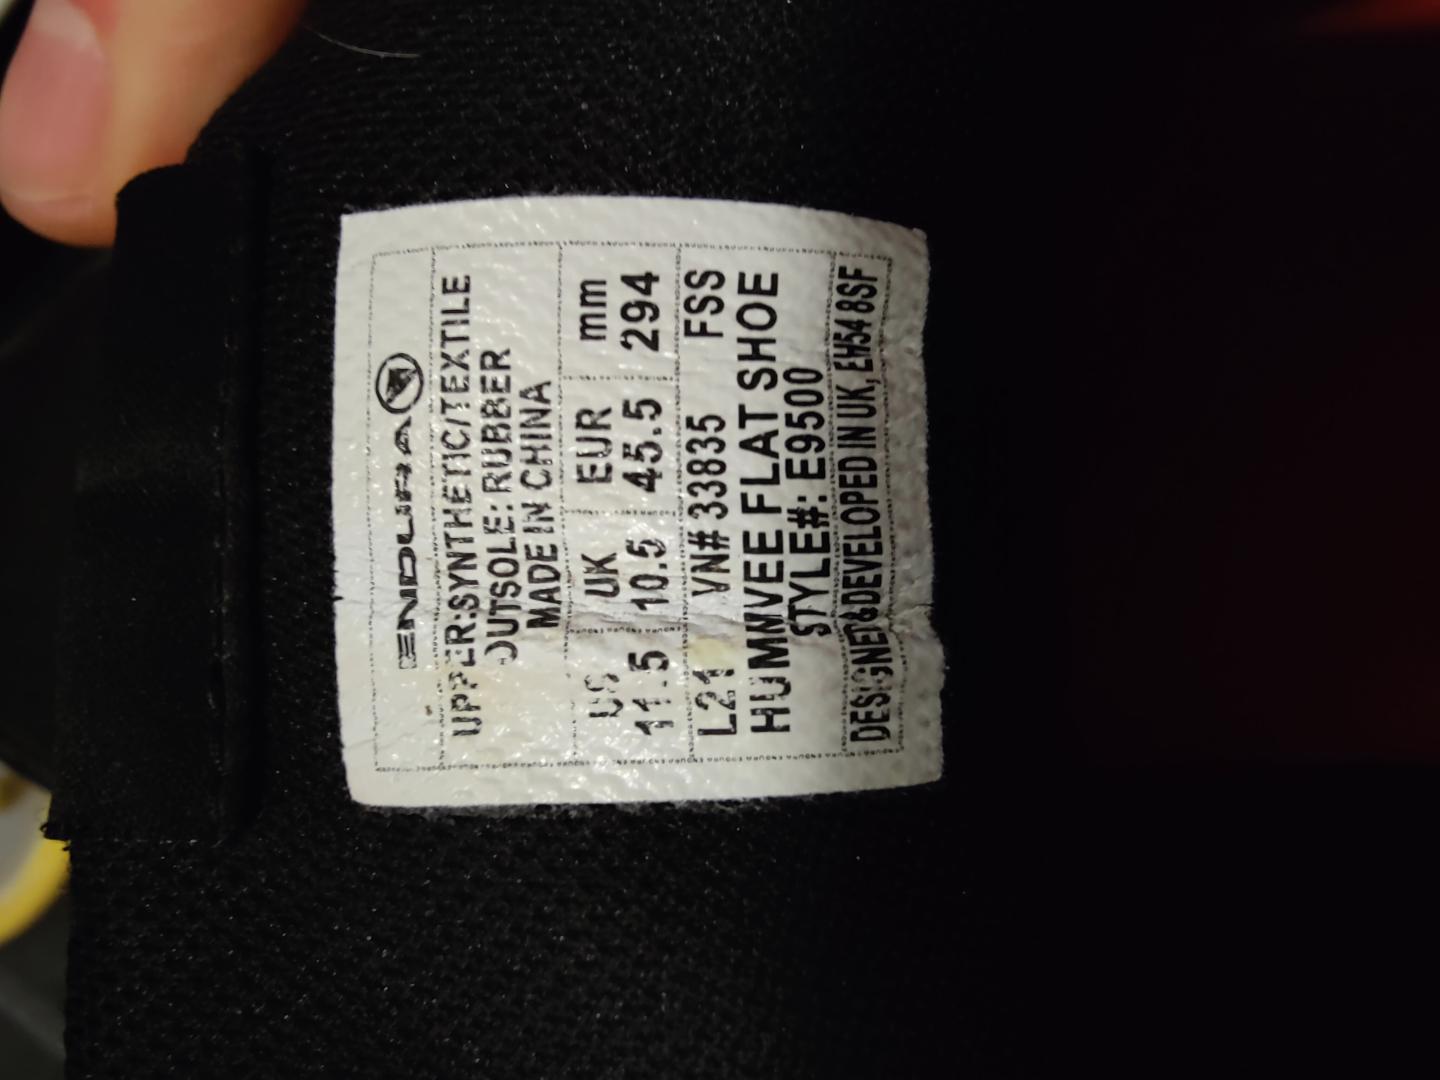 ENDURA
UPPER:SYNTHETIC/TEXTILE
OUTSOLE: RUBBER
MADE IN CHINA
US UK EUR mm
11.5 10.5 45.5 294
L21 VN# 33835 FSS
HUMMVEE FLAT SHOE
STYLE#: E9500
DESIGNED&DEVELOPED IN UK, EH54 8SF